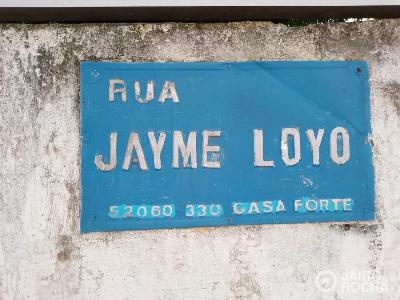 RUA
JAYME LOYO
52060 330 CASA FORTE
JAIRO
ROCHA